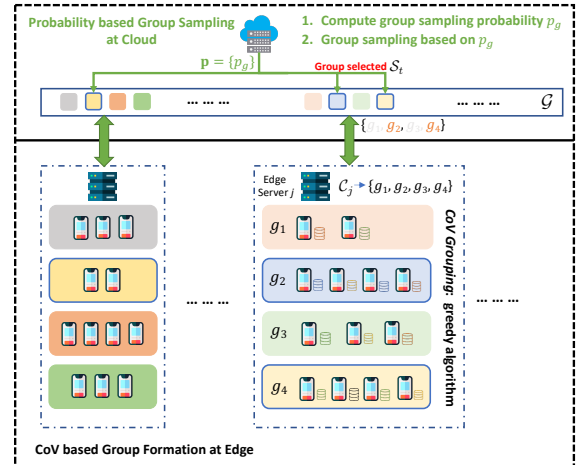 Probability based Group Sampling
at Cloud
1. Compute group sampling probability p_g
2. Group sampling based on p_g
p = {p_g}
Group selected S_t
... ... ...
... ... ...
G
{g_1, g_2, g_3, g_4}
Edge
Server j
C_j → {g_1, g_2, g_3, g_4}
g_1
g_2
g_3
g_4
CoV Grouping: greedy algorithm
... ... ...
... ... ...
CoV based Group Formation at Edge